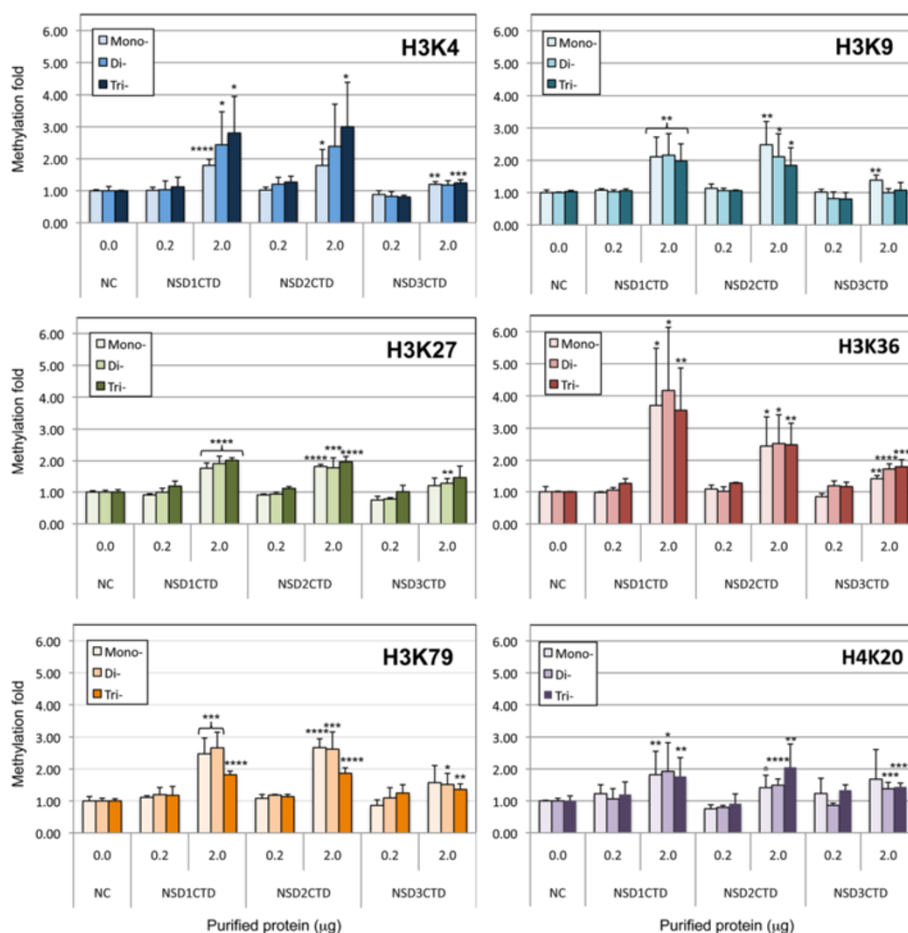 H3K4
Mono-
Di-
Tri-
Methylation fold
6.00
5.00
4.00
3.00
2.00
1.00
0.00
**** * *
* *
** ***
0.0 0.2 2.0 0.2 2.0 0.2 2.0
NC NSD1CTD NSD2CTD NSD3CTD
H3K9
Mono-
Di-
Tri-
6.00
5.00
4.00
3.00
2.00
1.00
0.00
**
** * *
**
0.0 0.2 2.0 0.2 2.0 0.2 2.0
NC NSD1CTD NSD2CTD NSD3CTD
H3K27
Mono-
Di-
Tri-
Methylation fold
6.00
5.00
4.00
3.00
2.00
1.00
0.00
****
**** *** ****
**
0.0 0.2 2.0 0.2 2.0 0.2 2.0
NC NSD1CTD NSD2CTD NSD3CTD
H3K36
Mono-
Di-
Tri-
6.00
5.00
4.00
3.00
2.00
1.00
0.00
* * **
* * **
** **** ***
0.0 0.2 2.0 0.2 2.0 0.2 2.0
NC NSD1CTD NSD2CTD NSD3CTD
H3K79
Mono-
Di-
Tri-
Methylation fold
6.00
5.00
4.00
3.00
2.00
1.00
0.00
*** ****
**** *** ****
* **
0.0 0.2 2.0 0.2 2.0 0.2 2.0
NC NSD1CTD NSD2CTD NSD3CTD
Purified protein (μg)
H4K20
Mono-
Di-
Tri-
6.00
5.00
4.00
3.00
2.00
1.00
0.00
** * **
* **** **
*** ***
0.0 0.2 2.0 0.2 2.0 0.2 2.0
NC NSD1CTD NSD2CTD NSD3CTD
Purified protein (μg)